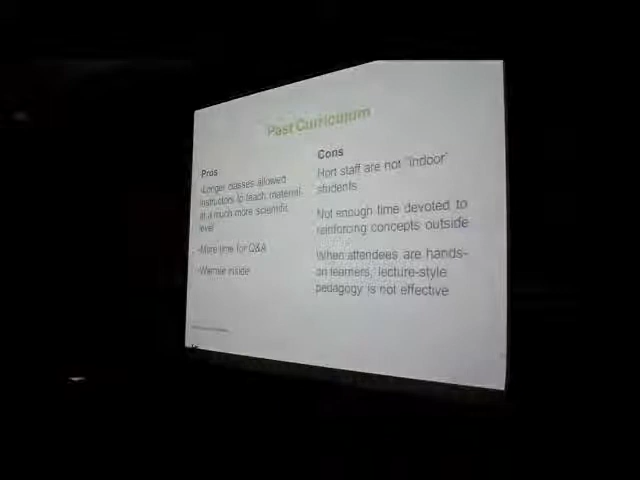 Past Curriculum
Pros
-Longer classes allowed
instructors to teach material
at a much more scientific
level
-More time for Q&A
-Warmer inside
Cons
Hort staff are not "indoor"
students
Not enough time devoted to
reinforcing concepts outside
When attendees are hands-
on learners, lecture-style
pedagogy is not effective